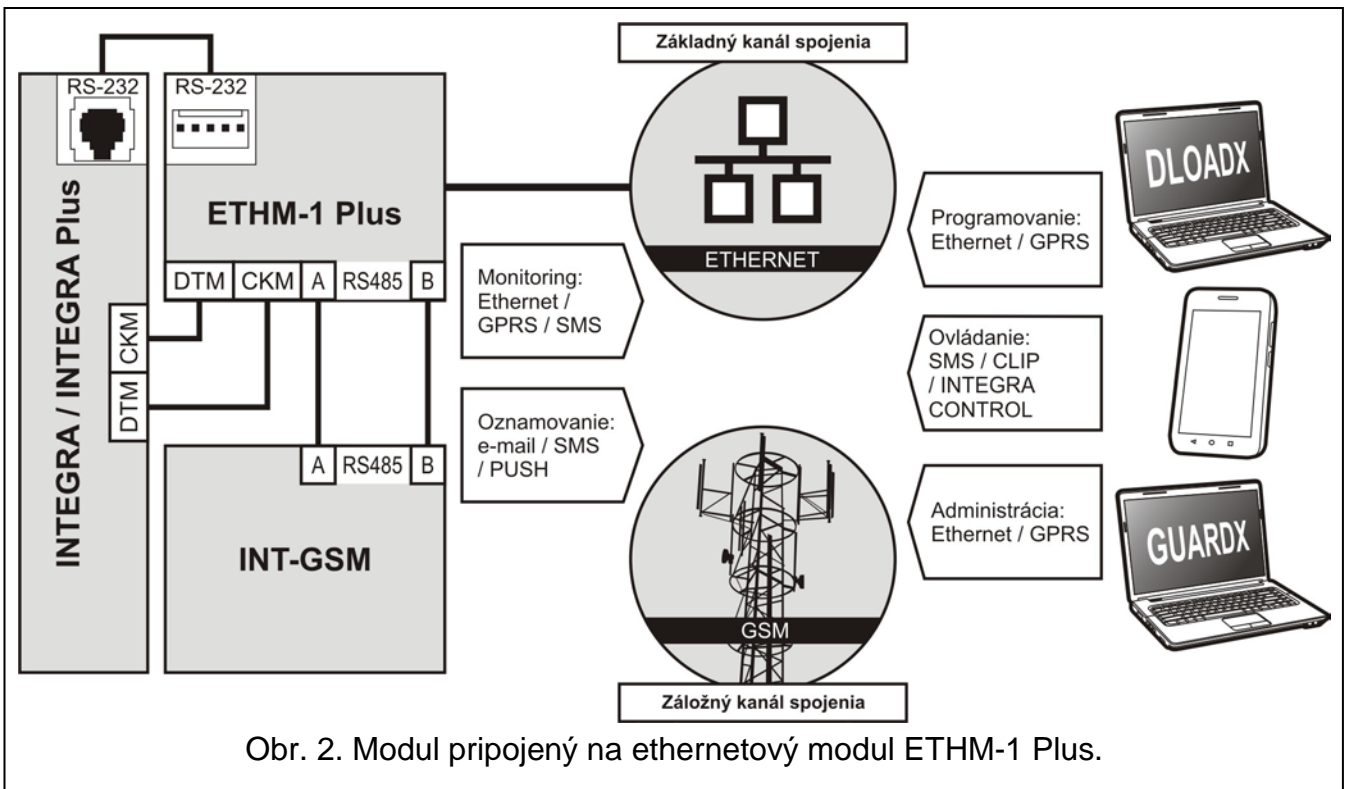 Základný kanál spojenia
RS-232
RS-232
ETHM-1 Plus
DTM
CKM
A
RS485
B
INTEGRA / INTEGRA Plus
CKM
DTM
A
RS485
B
INT-GSM
ETHERNET
Monitoring:
Ethernet /
GPRS / SMS
Oznamovanie:
e-mail / SMS
/ PUSH
GSM
Záložný kanál spojenia
Programovanie:
Ethernet / GPRS
Ovládanie:
SMS / CLIP
/ INTEGRA
CONTROL
Administrácia:
Ethernet / GPRS
DLOADX
GUARDX
Obr. 2. Modul pripojený na ethernetový modul ETHM-1 Plus.